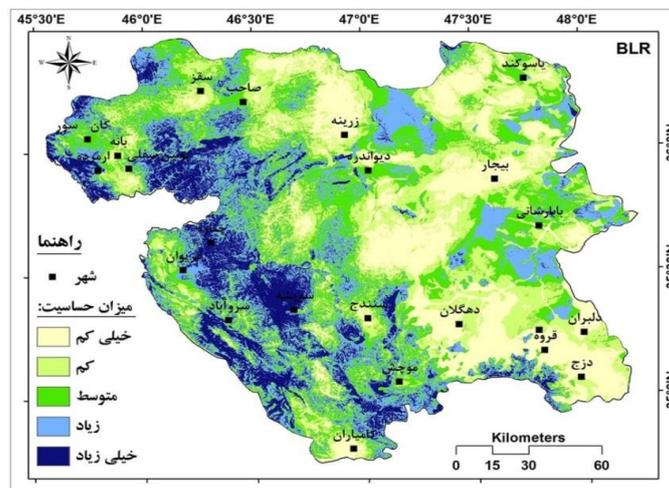 45°30'E 46°0'E 46°30'E 47°0'E 47°30'E 48°0'E
BLR
N
W E
S
یاسوکند
سقز
صاحب
زرینه
سور
کان
بانه
دیواندره
بیجار
بابارشانی
مریوان
سروآباد
سنندج
دهگلان
دلبران
قروه
دزج
موچش
کامیاران
راهنما
شهر
میزان حساسیت:
خیلی کم
کم
متوسط
زیاد
خیلی زیاد
Kilometers
0 15 30 60